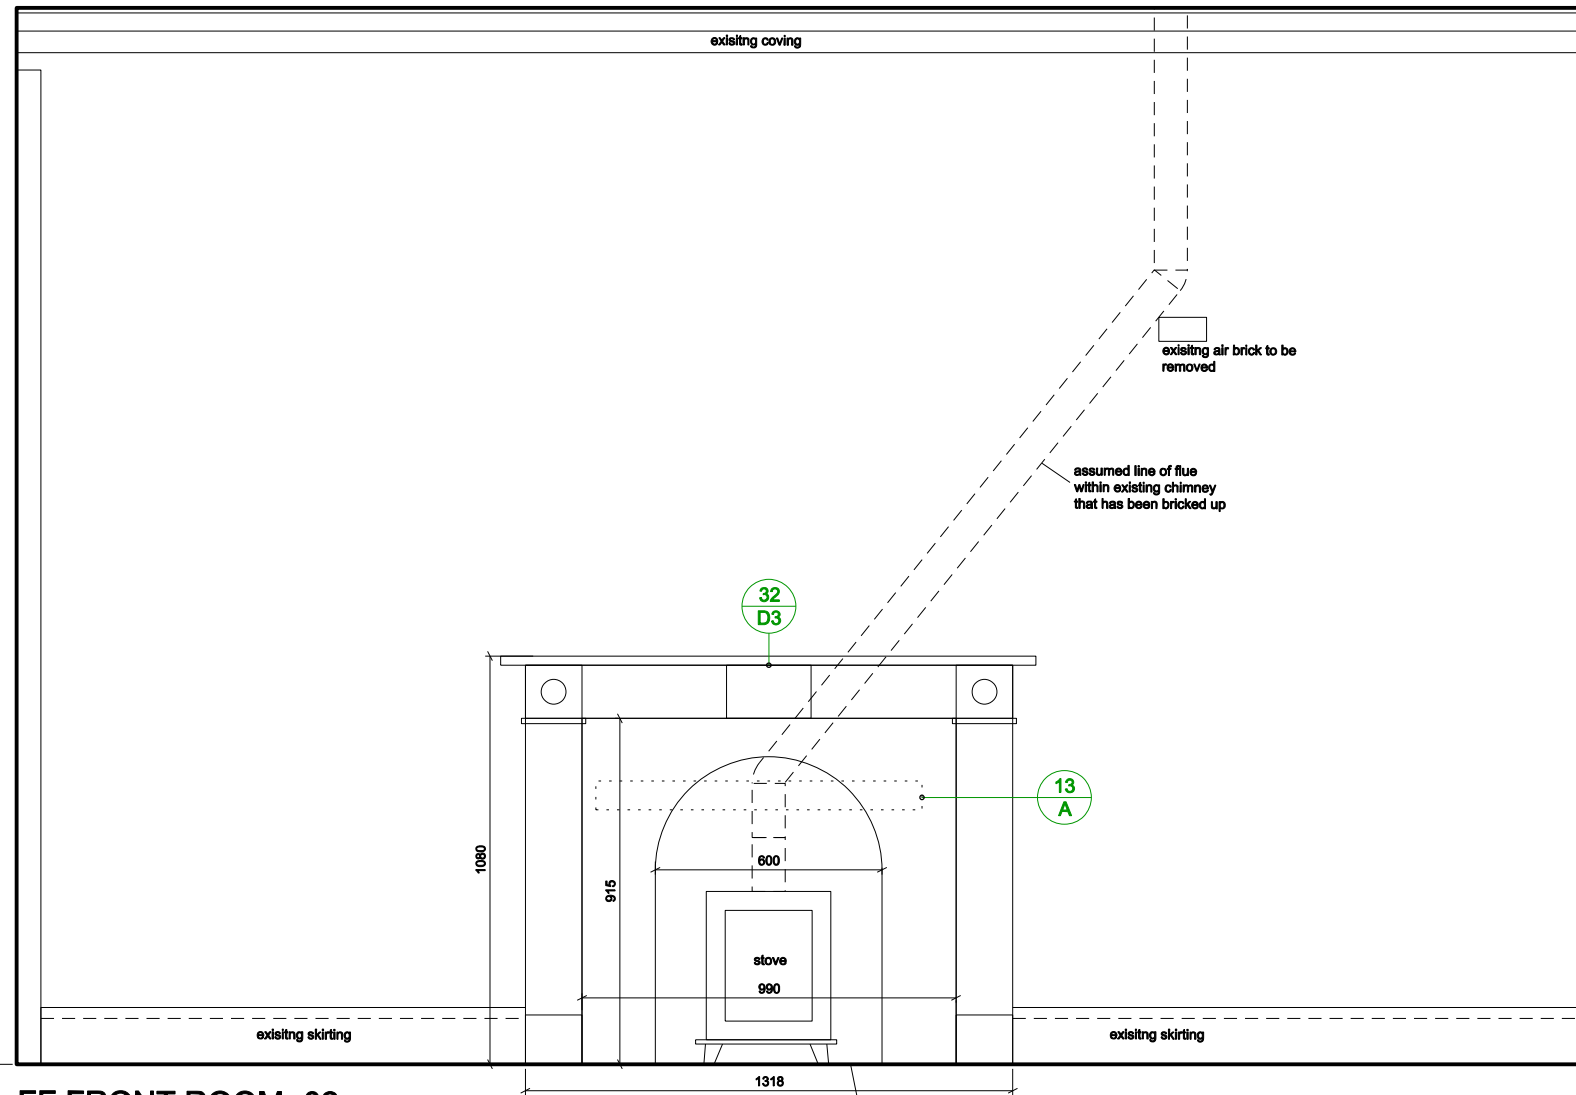 exisitng coving
exisitng air brick to be
removed
assumed line of flue
within existing chimney
that has been bricked up
32
D3
13
A
1080
915
600
stove
990
exisitng skirting
exisitng skirting
1318